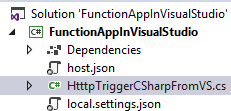 Solution 'FunctionAppInVisualStudio'
C# FunctionAppInVisualStudio
Dependencies
host.json
C# HtttpTriggerCSharpFromVS.cs
local.settings.json